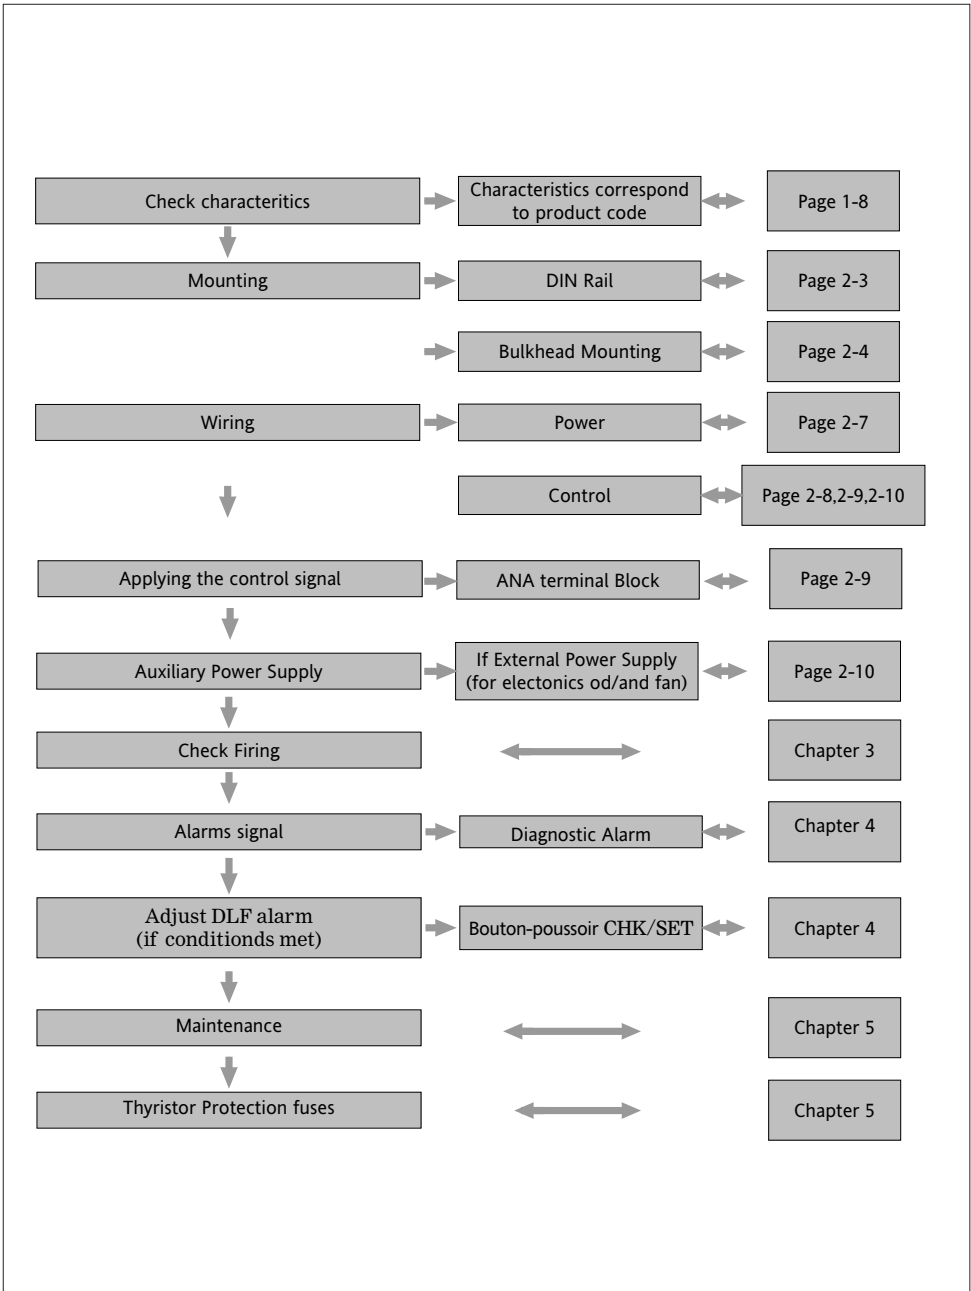 Check characteritics
Characteristics correspond
to product code
Page 1-8
Mounting
DIN Rail
Page 2-3
Bulkhead Mounting
Page 2-4
Wiring
Power
Page 2-7
Control
Page 2-8,2-9,2-10
Applying the control signal
ANA terminal Block
Page 2-9
Auxiliary Power Supply
If External Power Supply
(for electonics od/and fan)
Page 2-10
Check Firing
Chapter 3
Alarms signal
Diagnostic Alarm
Chapter 4
Adjust DLF alarm
(if conditionds met)
Bouton-poussoir CHK/SET
Chapter 4
Maintenance
Chapter 5
Thyristor Protection fuses
Chapter 5